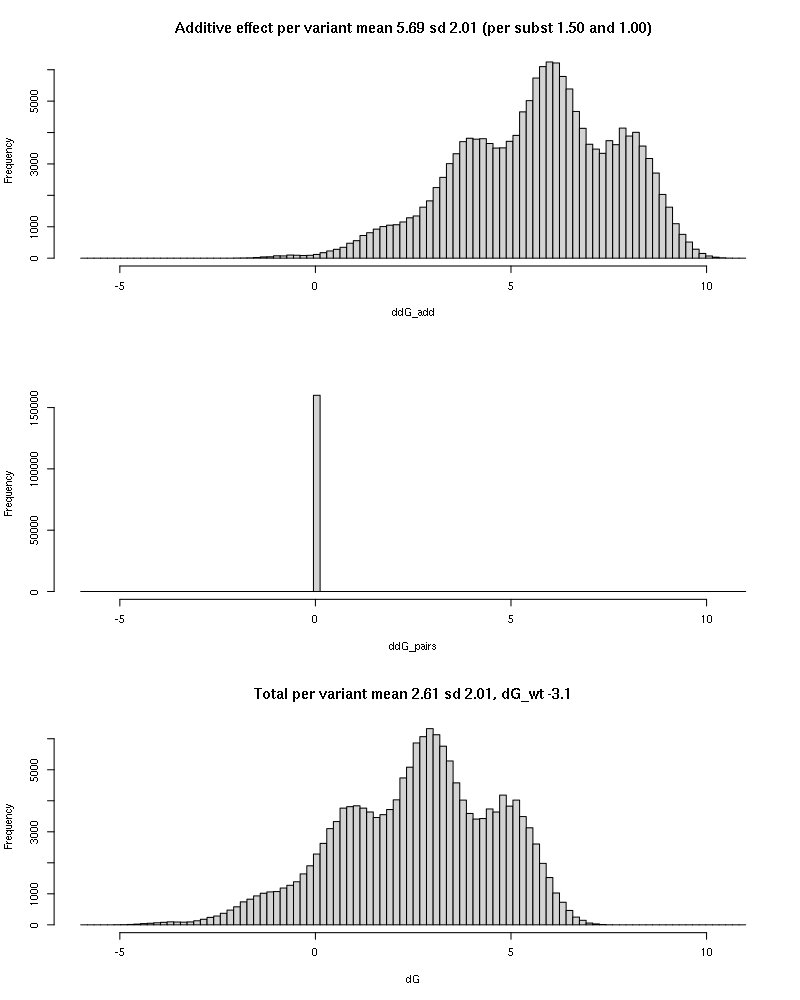 Additive effect per variant mean 5.69 sd 2.01 (per subst 1.50 and 1.00)
Frequency
0
1000
3000
5000
-5 0 5 10
ddG_add
Frequency
0
50000
100000
150000
-5 0 5 10
ddG_pairs
Total per variant mean 2.61 sd 2.01, dG_wt -3.1
Frequency
0
1000
3000
5000
-5 0 5 10
dG